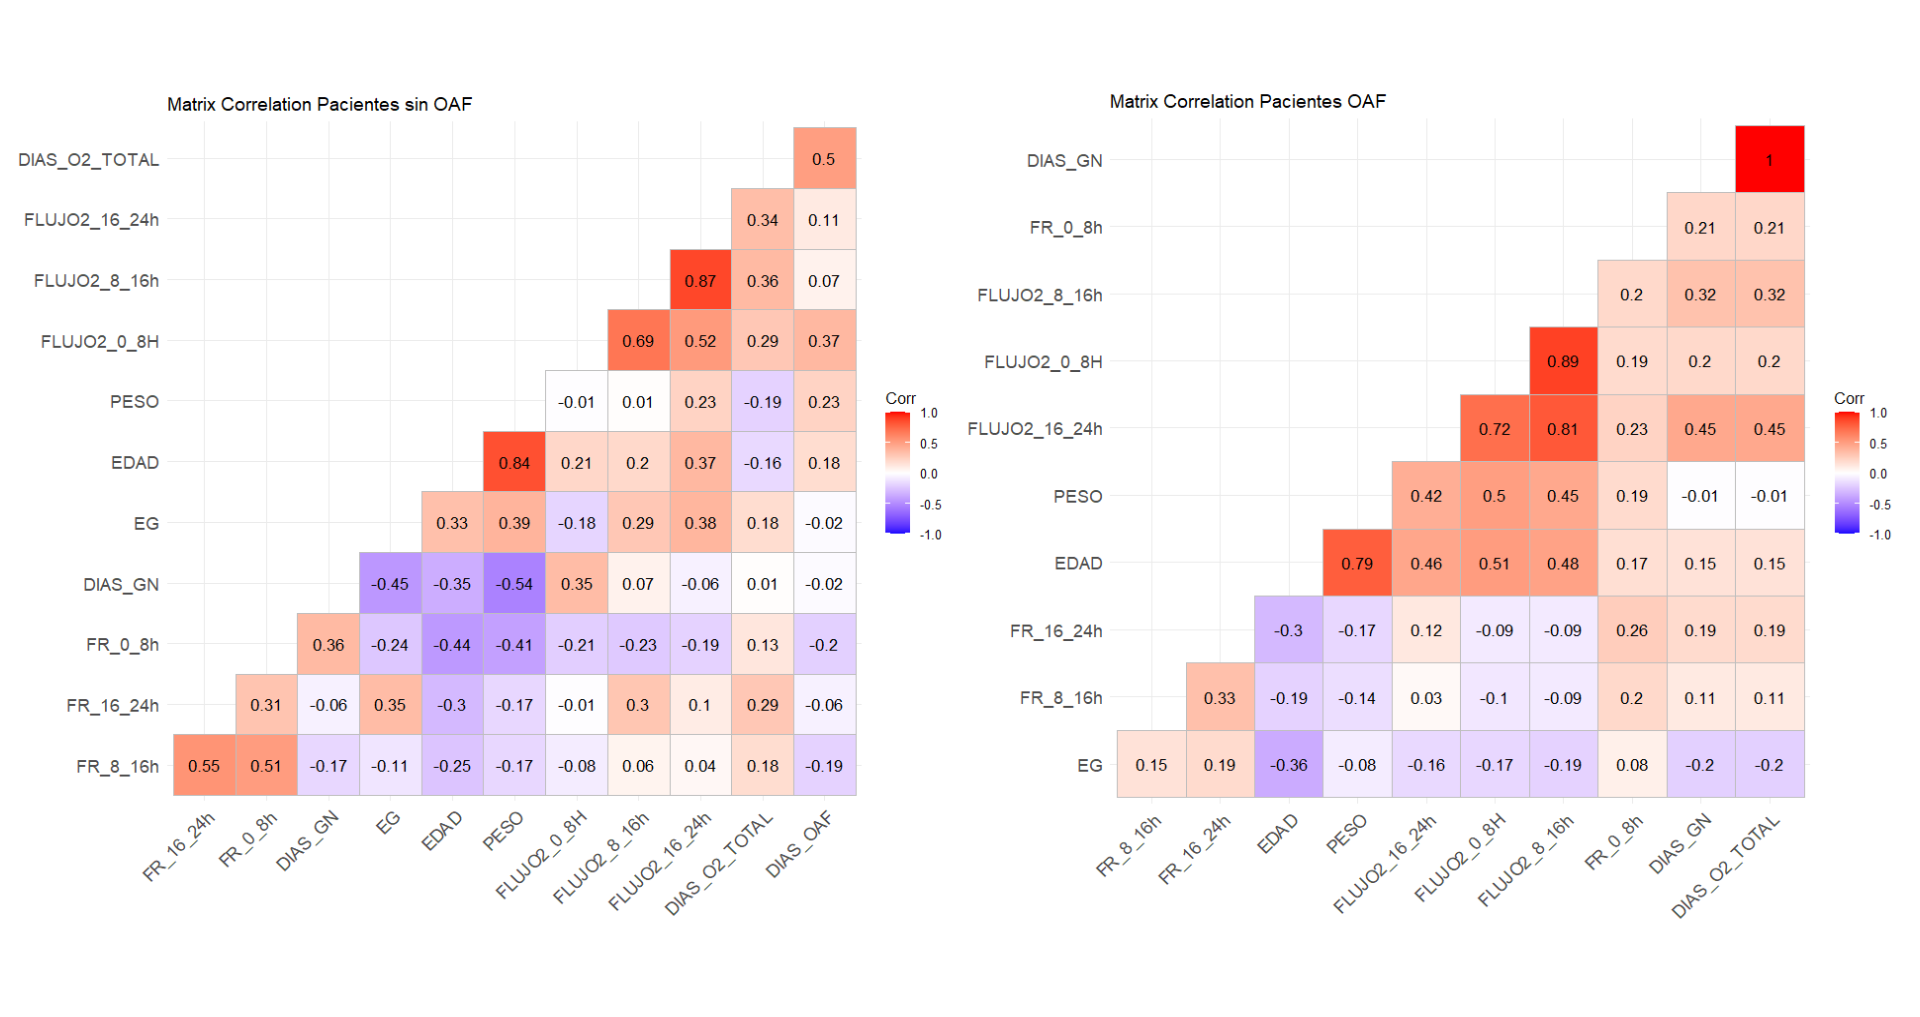 Matrix Correlation Pacientes sin OAF
DIAS_O2_TOTAL 0.5
FLUJO2_16_24h 0.34 0.11
FLUJO2_8_16h 0.87 0.36 0.07
FLUJO2_0_8H 0.69 0.52 0.29 0.37
PESO -0.01 0.01 0.23 -0.19 0.23
EDAD 0.84 0.21 0.2 0.37 -0.16 0.18
EG 0.33 0.39 -0.18 0.29 0.38 0.18 -0.02
DIAS_GN -0.45 -0.35 -0.54 0.35 0.07 -0.06 0.01 -0.02
FR_0_8h 0.36 -0.24 -0.44 -0.41 -0.21 -0.23 -0.19 0.13 -0.2
FR_16_24h 0.31 -0.06 0.35 -0.3 -0.17 -0.01 0.3 0.1 0.29 -0.06
FR_8_16h 0.55 0.51 -0.17 -0.11 -0.25 -0.17 -0.08 0.06 0.04 0.18 -0.19
FR_16_24h FR_0_8h DIAS_GN EG EDAD PESO FLUJO2_0_8H FLUJO2_8_16h FLUJO2_16_24h DIAS_O2_TOTAL DIAS_OAF
Corr
1.0
0.5
0.0
-0.5
-1.0
Matrix Correlation Pacientes OAF
DIAS_GN 1
FR_0_8h 0.21 0.21
FLUJO2_8_16h 0.2 0.32 0.32
FLUJO2_0_8H 0.89 0.19 0.2 0.2
FLUJO2_16_24h 0.72 0.81 0.23 0.45 0.45
PESO 0.42 0.5 0.45 0.19 -0.01 -0.01
EDAD 0.79 0.46 0.51 0.48 0.17 0.15 0.15
FR_16_24h -0.3 -0.17 0.12 -0.09 -0.09 0.26 0.19 0.19
FR_8_16h 0.33 -0.19 -0.14 0.03 -0.1 -0.09 0.2 0.11 0.11
EG 0.15 0.19 -0.36 -0.08 -0.16 -0.17 -0.19 0.08 -0.2 -0.2
FR_8_16h FR_16_24h EDAD PESO FLUJO2_16_24h FLUJO2_0_8H FLUJO2_8_16h FR_0_8h DIAS_GN DIAS_O2_TOTAL
Corr
1.0
0.5
0.0
-0.5
-1.0